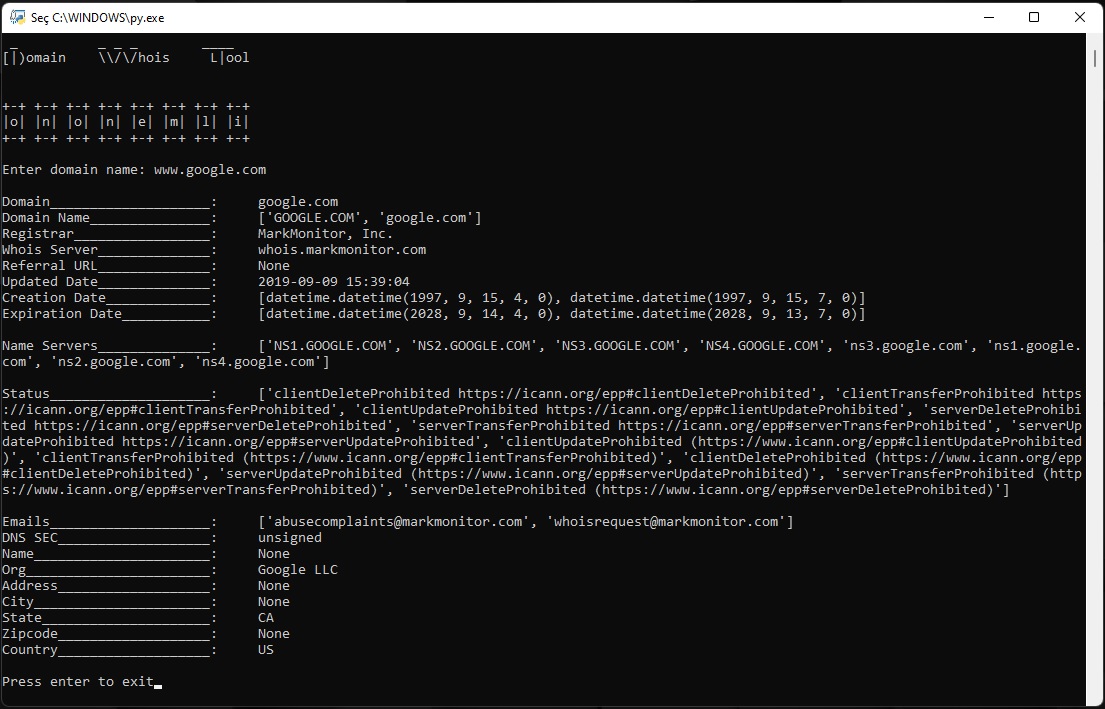 Seç C:\WINDOWS\py.exe
 _          _ _ _        ____
[|)omain    \\/\/hois     L|ool
+-+ +-+ +-+ +-+ +-+ +-+ +-+ +-+
|o| |n| |o| |n| |e| |m| |l| |i|
+-+ +-+ +-+ +-+ +-+ +-+ +-+ +-+
Enter domain name: www.google.com
Domain____________________:     google.com
Domain Name_______________:     ['GOOGLE.COM', 'google.com']
Registrar_________________:     MarkMonitor, Inc.
Whois Server______________:     whois.markmonitor.com
Referral URL______________:     None
Updated Date______________:     2019-09-09 15:39:04
Creation Date_____________:     [datetime.datetime(1997, 9, 15, 4, 0), datetime.datetime(1997, 9, 15, 7, 0)]
Expiration Date___________:     [datetime.datetime(2028, 9, 14, 4, 0), datetime.datetime(2028, 9, 13, 7, 0)]
Name Servers______________:     ['NS1.GOOGLE.COM', 'NS2.GOOGLE.COM', 'NS3.GOOGLE.COM', 'NS4.GOOGLE.COM', 'ns3.google.com', 'ns1.google.
com', 'ns2.google.com', 'ns4.google.com']
Status____________________:     ['clientDeleteProhibited https://icann.org/epp#clientDeleteProhibited', 'clientTransferProhibited https
://icann.org/epp#clientTransferProhibited', 'clientUpdateProhibited https://icann.org/epp#clientUpdateProhibited', 'serverDeleteProhibi
ted https://icann.org/epp#serverDeleteProhibited', 'serverTransferProhibited https://icann.org/epp#serverTransferProhibited', 'serverUp
dateProhibited https://icann.org/epp#serverUpdateProhibited', 'clientUpdateProhibited (https://www.icann.org/epp#clientUpdateProhibited
)', 'clientTransferProhibited (https://www.icann.org/epp#clientTransferProhibited)', 'clientDeleteProhibited (https://www.icann.org/epp
#clientDeleteProhibited)', 'serverUpdateProhibited (https://www.icann.org/epp#serverUpdateProhibited)', 'serverTransferProhibited (http
s://www.icann.org/epp#serverTransferProhibited)', 'serverDeleteProhibited (https://www.icann.org/epp#serverDeleteProhibited)']
Emails____________________:     ['abusecomplaints@markmonitor.com', 'whoisrequest@markmonitor.com']
DNS SEC___________________:     unsigned
Name______________________:     None
Org_______________________:     Google LLC
Address___________________:     None
City______________________:     None
State_____________________:     CA
Zipcode___________________:     None
Country___________________:     US
Press enter to exit